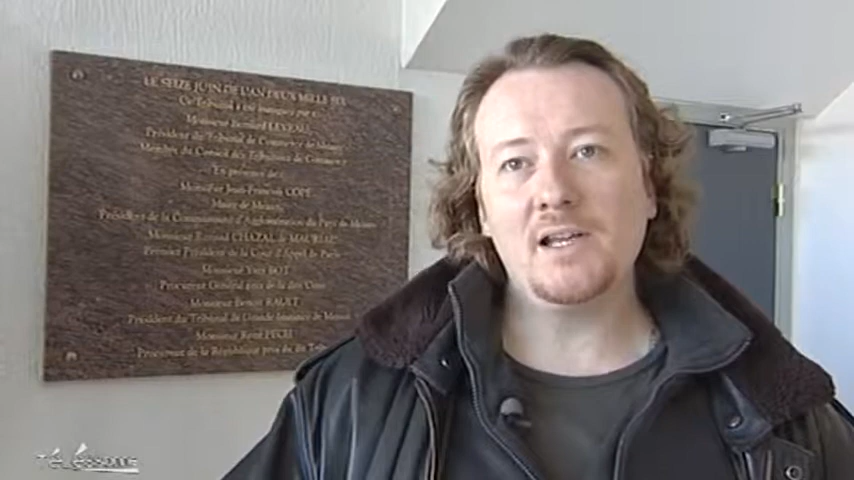 LE SEIZE JUIN DE L'AN DEUX MILLE SIX
Ce Tribunal a été inauguré par :
Monsieur Bernard
Président du Tribunal de Commerce de Meaux
Membre du Conseil des Tribunaux de Commerce
En présence de :
Monsieur Jean-François COPE
Maire de Meaux
Président de la Communauté d'Agglomération du Pays de Meaux
Monsieur Renaud CHAZAL de MAURIAC
Premier Président de la Cour d'Appel de Paris
Monsieur Yves BOT
Procureur Général près de la dite Cour
Monsieur Benoit RAULT
Président du Tribunal de Grande Instance de Meaux
Monsieur René PECH
Procureur de la République près du dit Tribu
TéLéssonne